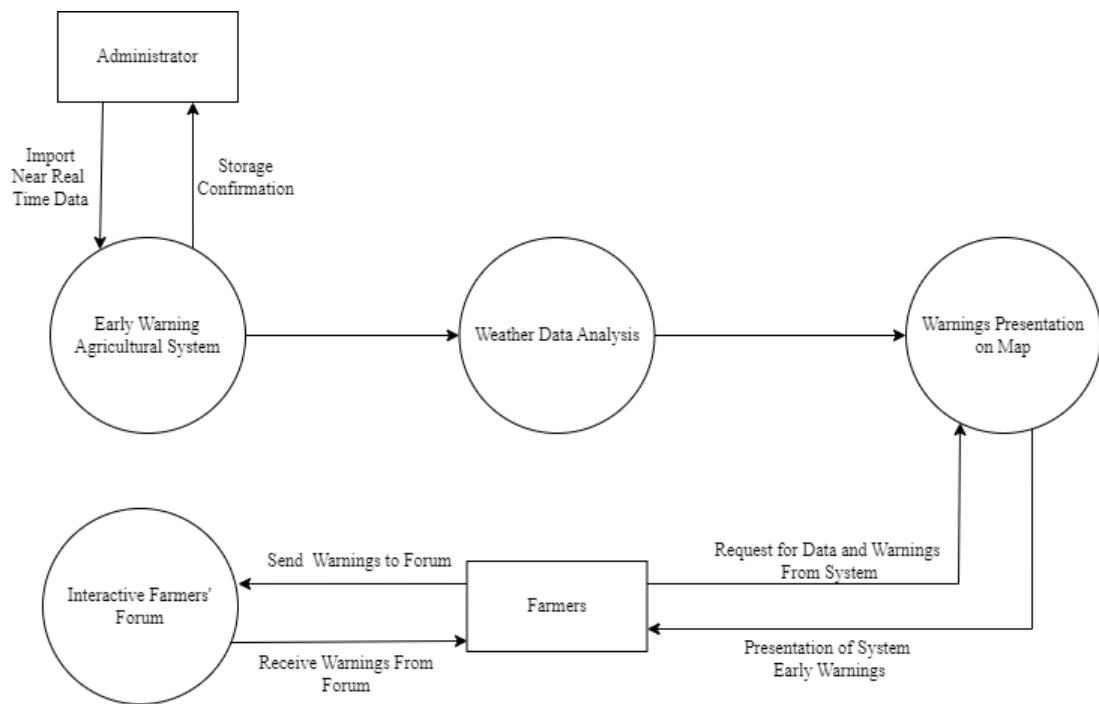 Administrator
Import
Near Real
Time Data
Storage
Confirmation
Early Warning
Agricultural System
Weather Data Analysis
Warnings Presentation
on Map
Send Warnings to Forum
Request for Data and Warnings
From System
Interactive Farmers'
Forum
Farmers
Receive Warnings From
Forum
Presentation of System
Early Warnings